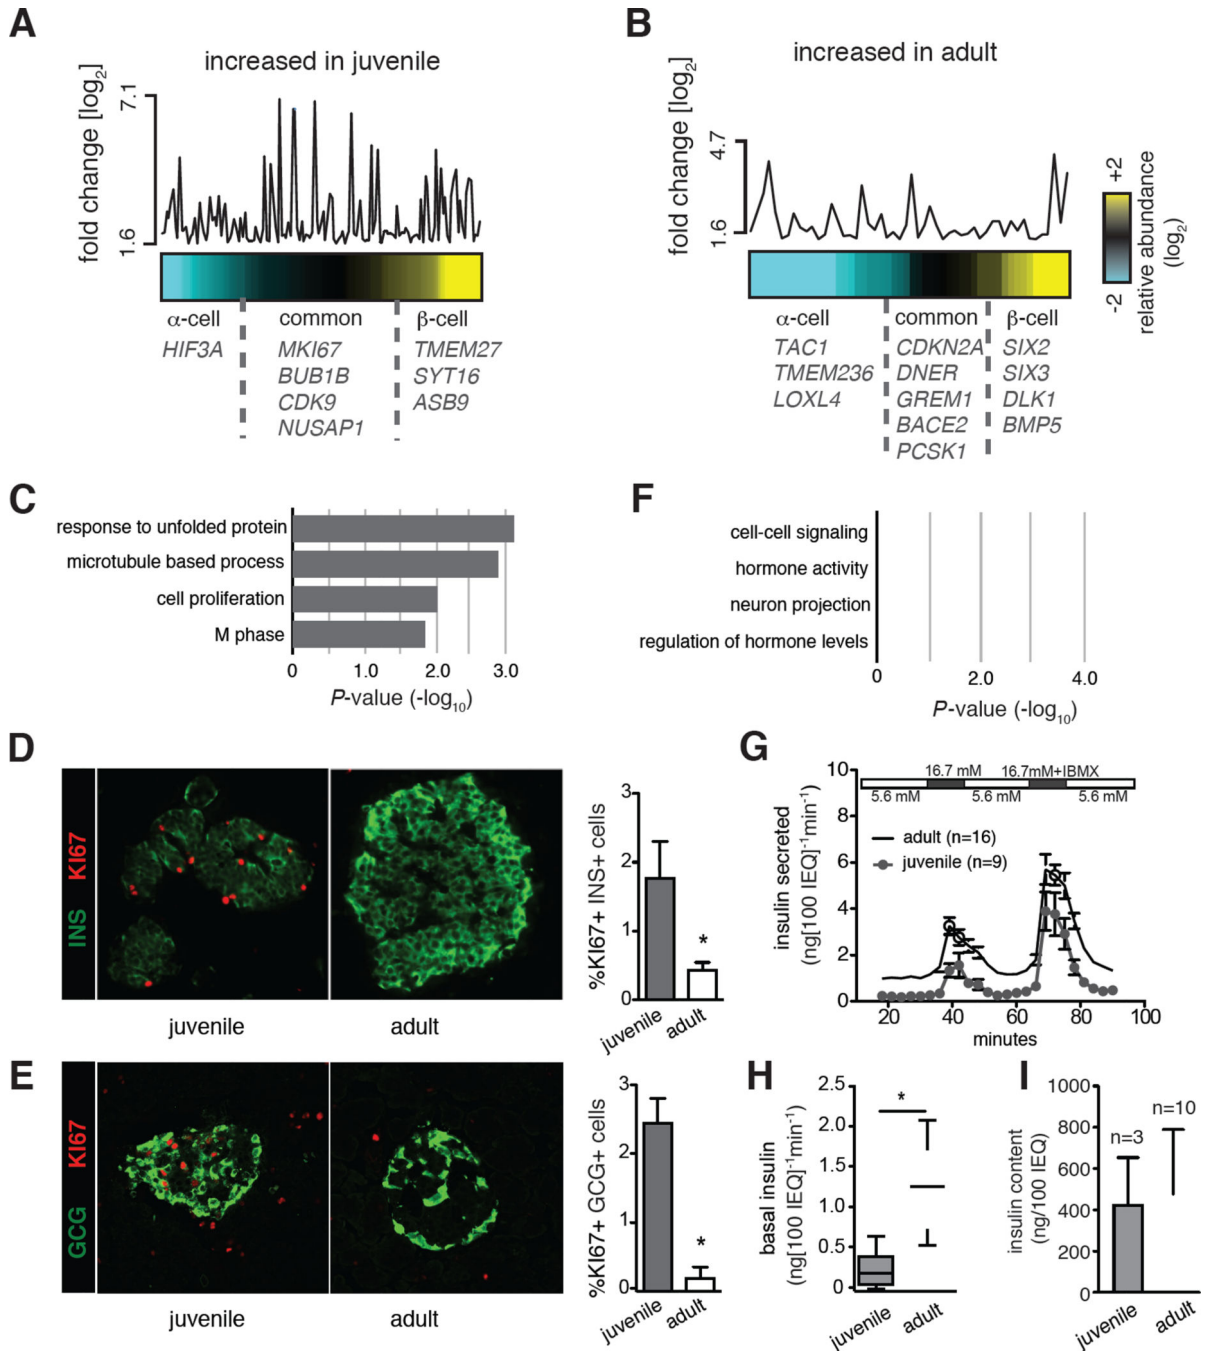 A
increased in juvenile
fold change [log2]
7.1
1.6
α-cell
common
β-cell
HIF3A
MKI67
BUB1B
CDK9
NUSAP1
TMEM27
SYT16
ASB9
B
increased in adult
fold change [log2]
4.7
1.6
α-cell
common
β-cell
TAC1
TMEM236
LOXL4
CDKN2A
DNER
GREM1
BACE2
PCSK1
SIX2
SIX3
DLK1
BMP5
+2
-2
relative abundance
(log2)
C
response to unfolded protein
microtubule based process
cell proliferation
M phase
0 1.0 2.0 3.0
P-value (-log10)
F
cell-cell signaling
hormone activity
neuron projection
regulation of hormone levels
0 2.0 4.0
P-value (-log10)
D
INS KI67
juvenile
adult
%KI67+ INS+ cells
3
2
1
0
juvenile
adult
*
G
insulin secreted
(ng[100 IEQ]-1min-1)
10
8
6
4
2
0
16.7 mM
16.7mM+IBMX
5.6 mM
5.6 mM
5.6 mM
adult (n=16)
juvenile (n=9)
20 40 60 80 100
minutes
E
GCG KI67
juvenile
adult
%KI67+ GCG+ cells
3
2
1
0
juvenile
adult
*
H
basal insulin
(ng[100 IEQ]-1min-1)
2.5
2.0
1.5
1.0
0.5
0
*
juvenile
adult
I
insulin content
(ng/100 IEQ)
1000
800
600
400
200
0
n=3
n=10
juvenile
adult